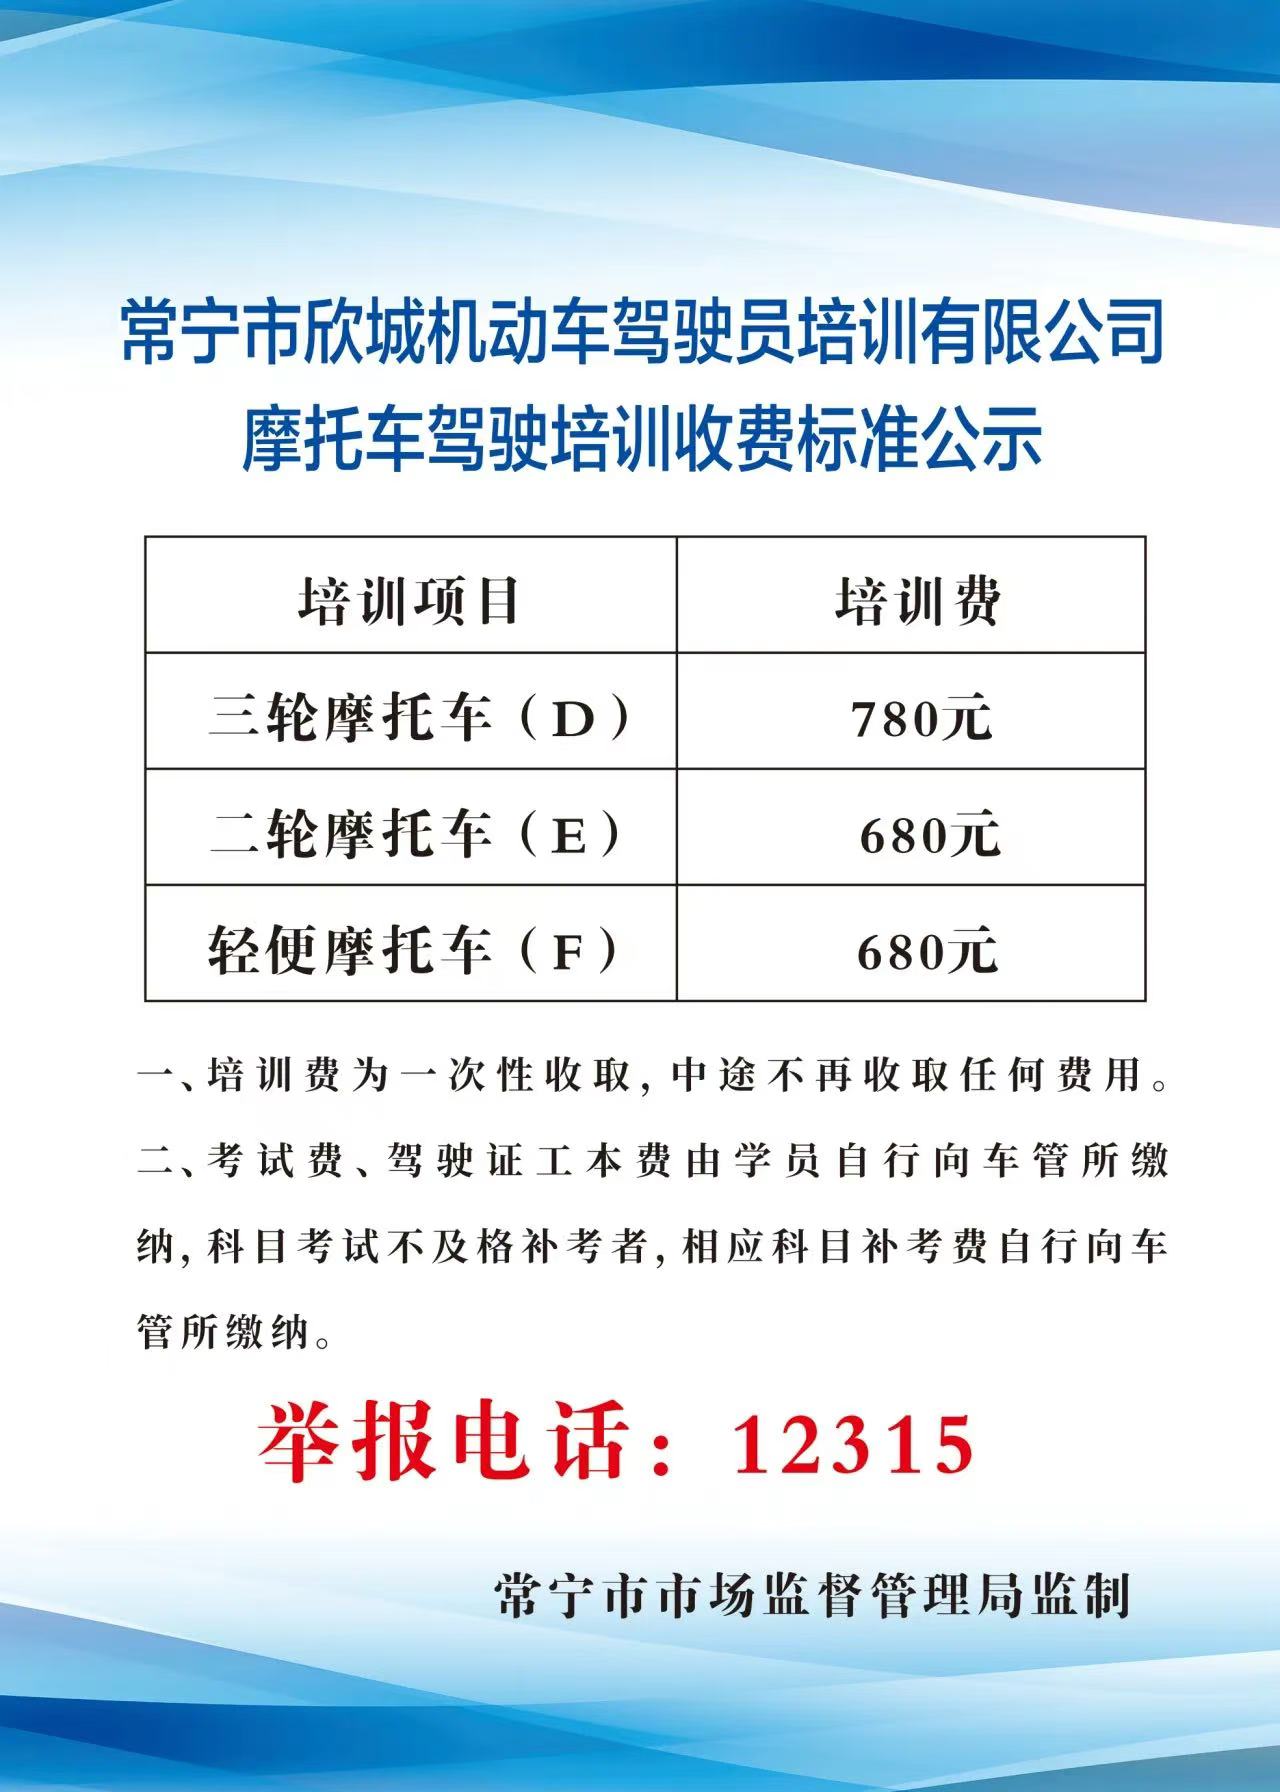 常宁市欣城机动车驾驶员培训有限公司
摩托车驾驶培训收费标准公示
培训项目 培训费
三轮摩托车（D） 780元
二轮摩托车（E） 680元
轻便摩托车（F） 680元
一、培训费为一次性收取，中途不再收取任何费用。
二、考试费、驾驶证工本费由学员自行向车管所缴
纳，科目考试不及格补考者，相应科目补考费自行向车
管所缴纳。
举报电话：12315
常宁市市场监督管理局监制